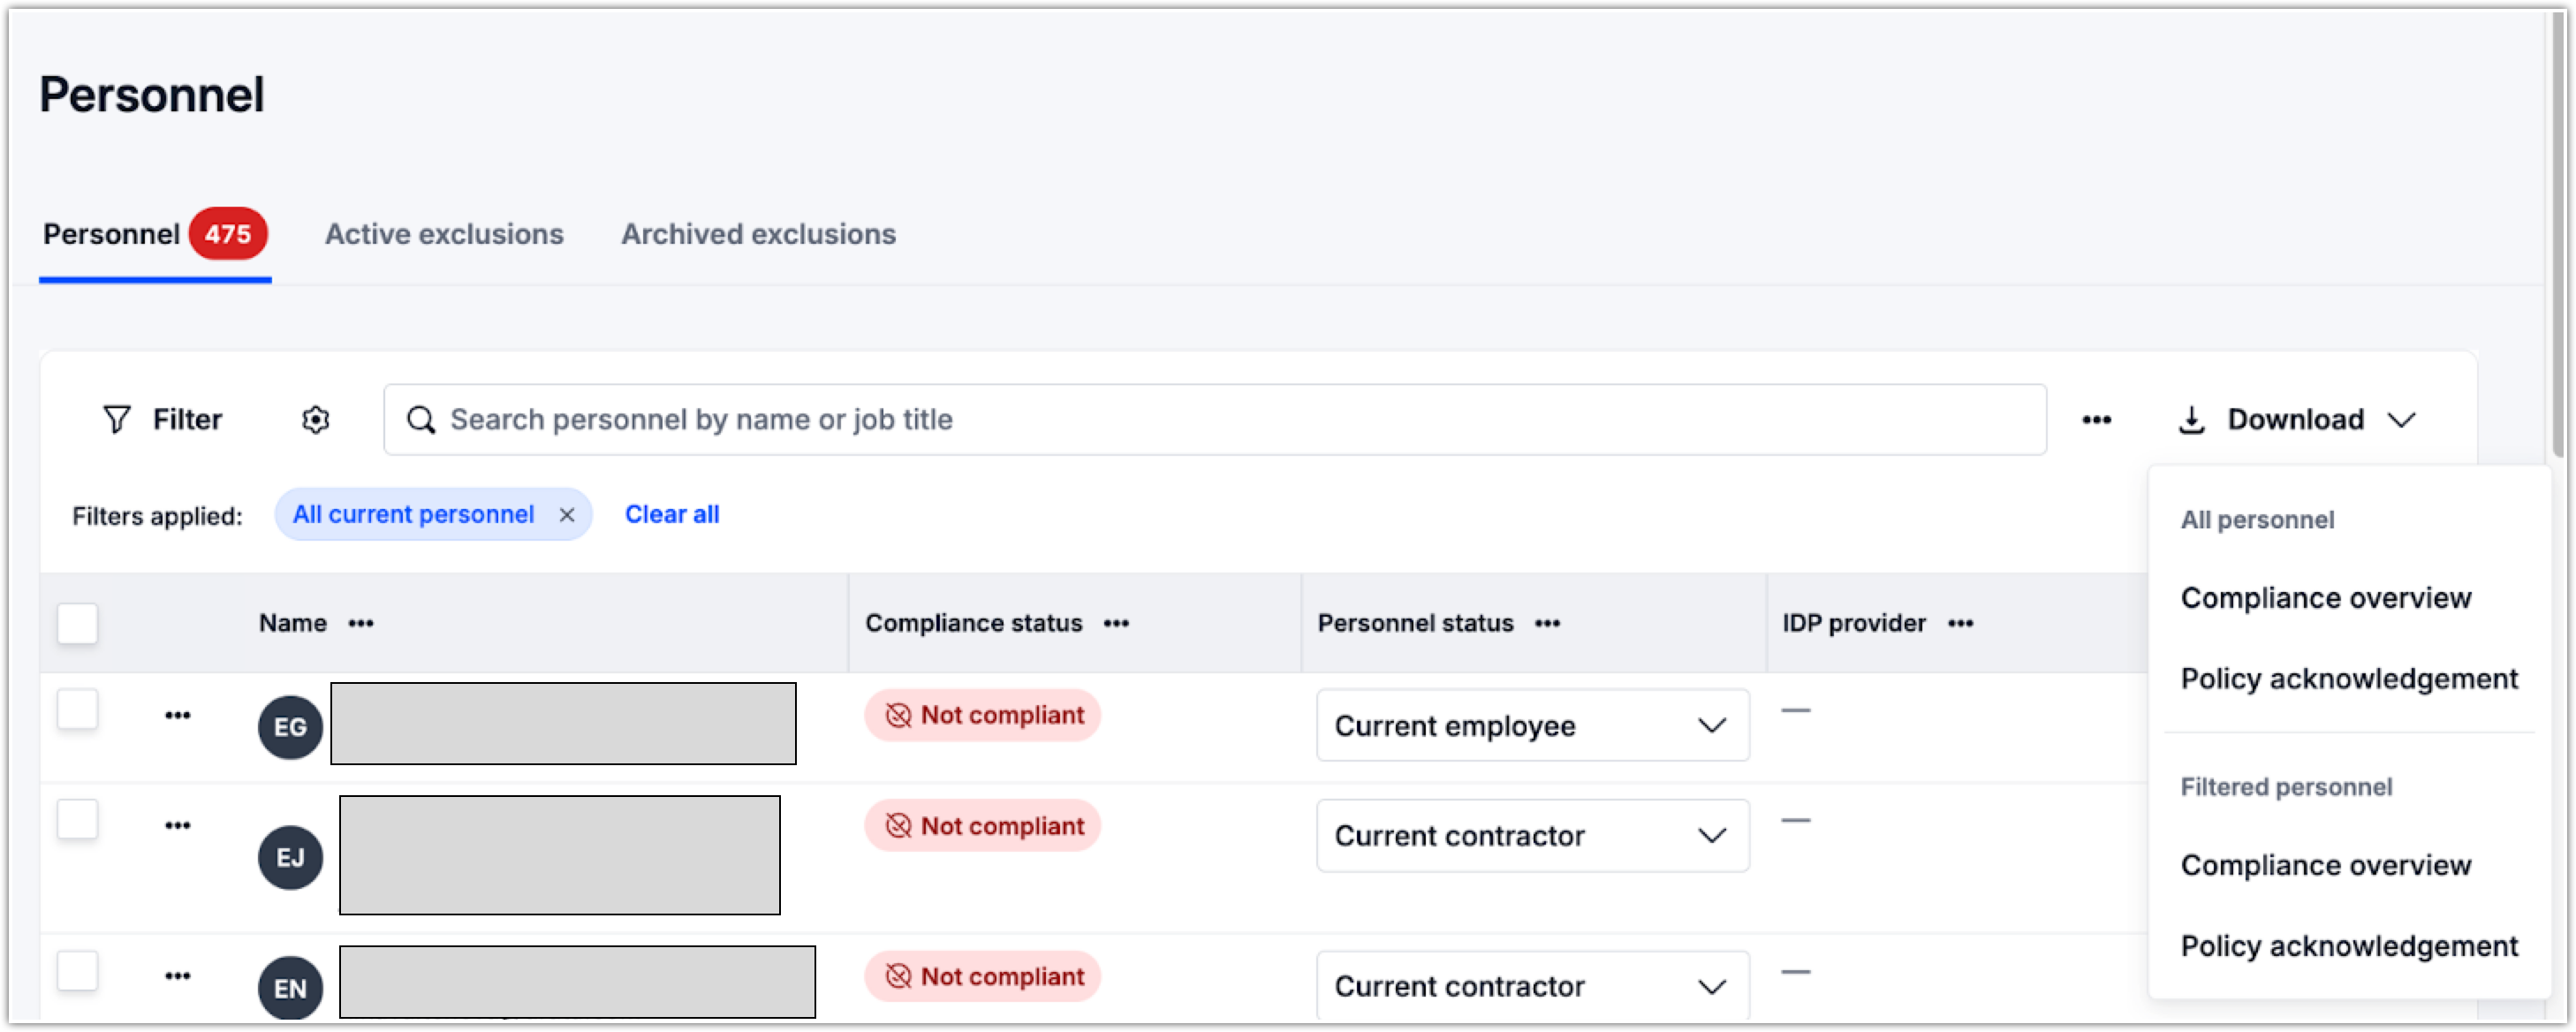 Personnel
Personnel 475 Active exclusions Archived exclusions
Filter Search personnel by name or job title ••• Download
Filters applied: All current personnel × Clear all
All personnel
Compliance overview
Policy acknowledgement
Filtered personnel
Compliance overview
Policy acknowledgement
Name ••• Compliance status ••• Personnel status ••• IDP provider •••
••• EG Not compliant Current employee —
••• EJ Not compliant Current contractor —
••• EN Not compliant Current contractor —